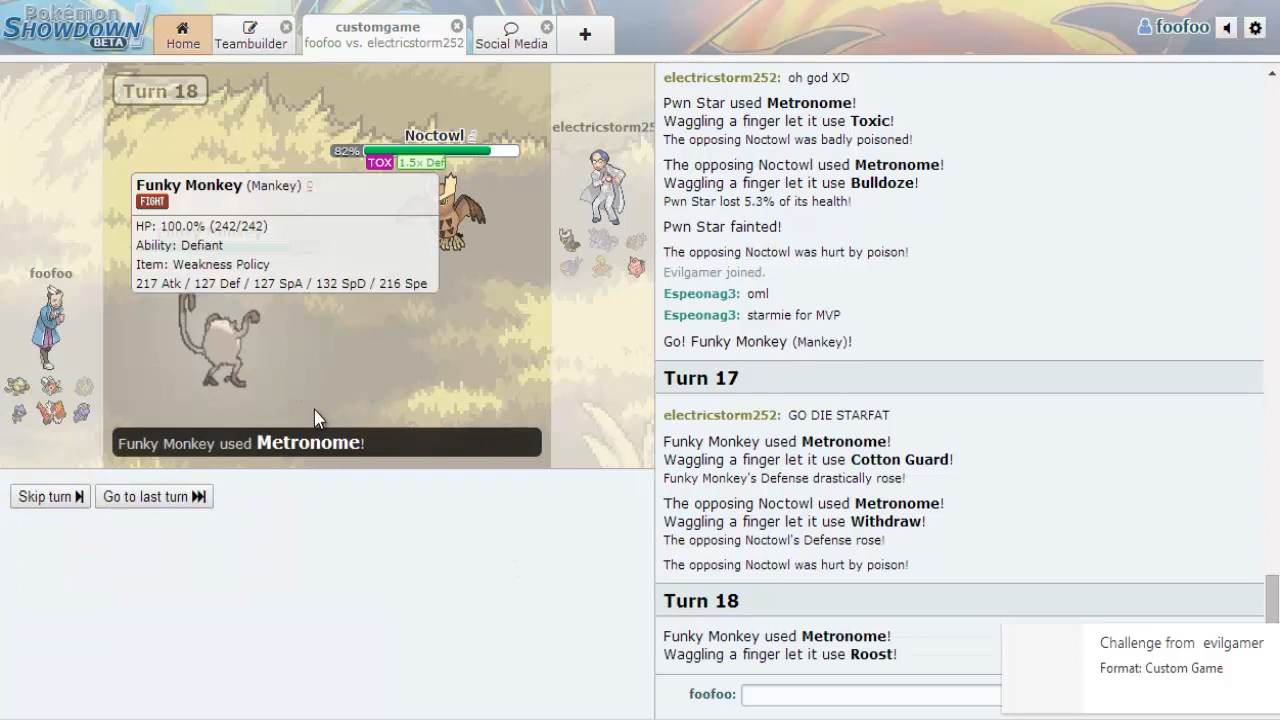 Pokémon
SHOWDOWN!
BETA
Home
Teambuilder
customgame
foofoo vs. electricstorm252
Social Media
+
foofoo
Turn 18
Noctowl
82%
TOX 1.5x Def
electricstorm25
Funky Monkey (Mankey) ♀
FIGHT
HP: 100.0% (242/242)
Ability: Defiant
Item: Weakness Policy
217 Atk / 127 Def / 127 SpA / 132 SpD / 216 Spe
foofoo
Funky Monkey used Metronome!
Skip turn
Go to last turn
electricstorm252: oh god XD
Pwn Star used Metronome!
Waggling a finger let it use Toxic!
The opposing Noctowl was badly poisoned!
The opposing Noctowl used Metronome!
Waggling a finger let it use Bulldoze!
Pwn Star lost 5.3% of its health!
Pwn Star fainted!
The opposing Noctowl was hurt by poison!
Evilgamer joined.
Espeonag3: oml
Espeonag3: starmie for MVP
Go! Funky Monkey (Mankey)!
Turn 17
electricstorm252: GO DIE STARFAT
Funky Monkey used Metronome!
Waggling a finger let it use Cotton Guard!
Funky Monkey's Defense drastically rose!
The opposing Noctowl used Metronome!
Waggling a finger let it use Withdraw!
The opposing Noctowl's Defense rose!
The opposing Noctowl was hurt by poison!
Turn 18
Funky Monkey used Metronome!
Waggling a finger let it use Roost!
foofoo:
Challenge from evilgamer
Format: Custom Game